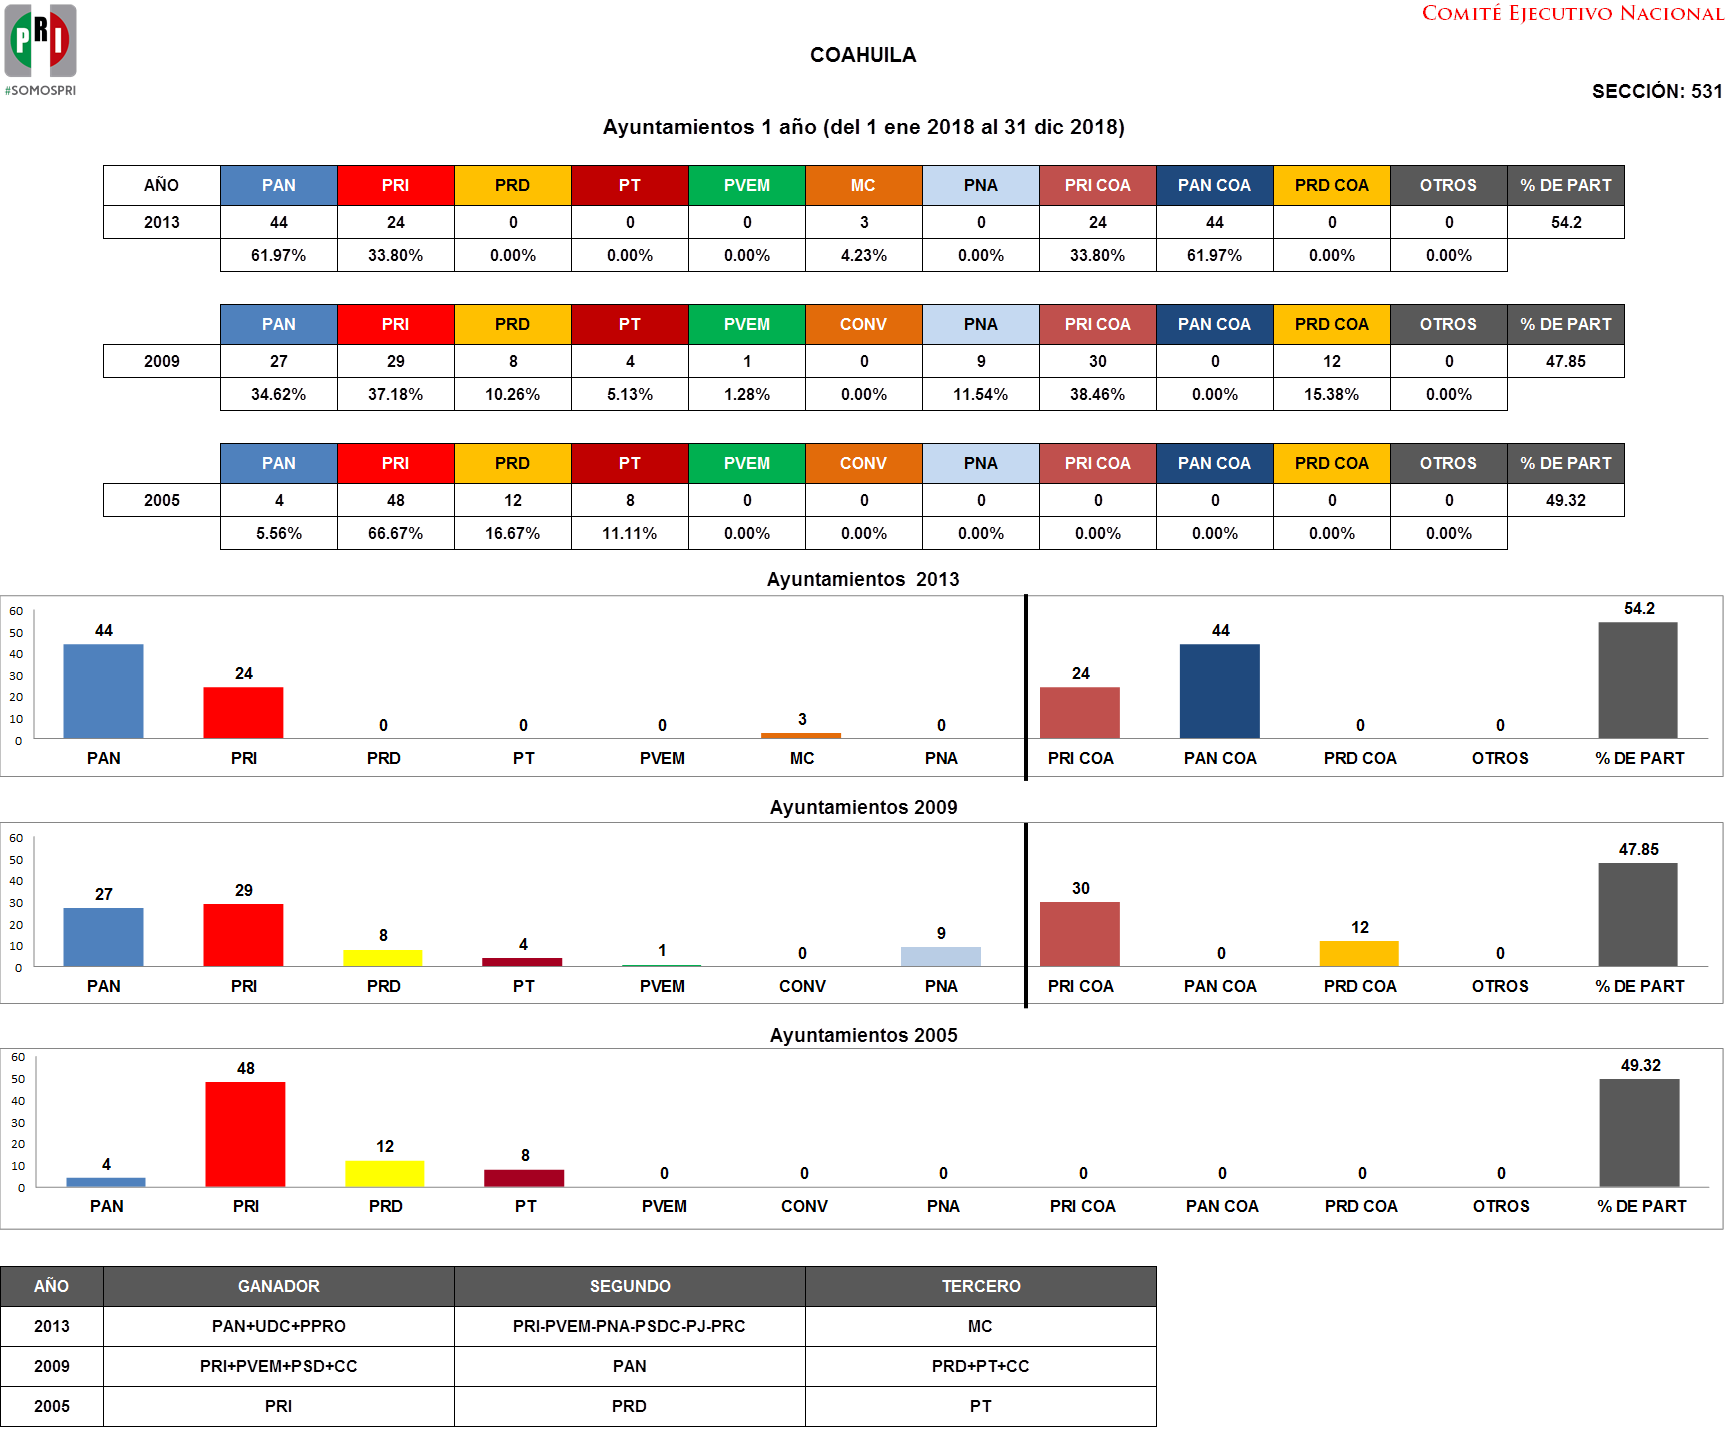 COMITÉ EJECUTIVO NACIONAL
PRI
#SOMOSPRI
COAHUILA
SECCIÓN: 531
Ayuntamientos 1 año (del 1 ene 2018 al 31 dic 2018)
AÑO PAN PRI PRD PT PVEM MC PNA PRI COA PAN COA PRD COA OTROS % DE PART
2013 44 24 0 0 0 3 0 24 44 0 0 54.2
61.97% 33.80% 0.00% 0.00% 0.00% 4.23% 0.00% 33.80% 61.97% 0.00% 0.00%
PAN PRI PRD PT PVEM CONV PNA PRI COA PAN COA PRD COA OTROS % DE PART
2009 27 29 8 4 1 0 9 30 0 12 0 47.85
34.62% 37.18% 10.26% 5.13% 1.28% 0.00% 11.54% 38.46% 0.00% 15.38% 0.00%
PAN PRI PRD PT PVEM CONV PNA PRI COA PAN COA PRD COA OTROS % DE PART
2005 4 48 12 8 0 0 0 0 0 0 0 49.32
5.56% 66.67% 16.67% 11.11% 0.00% 0.00% 0.00% 0.00% 0.00% 0.00% 0.00%
Ayuntamientos 2013
60
50
40
30
20
10
0
44 24 0 0 0 3 0 24 44 0 0 54.2
PAN PRI PRD PT PVEM MC PNA PRI COA PAN COA PRD COA OTROS % DE PART
Ayuntamientos 2009
60
50
40
30
20
10
0
27 29 8 4 1 0 9 30 0 12 0 47.85
PAN PRI PRD PT PVEM CONV PNA PRI COA PAN COA PRD COA OTROS % DE PART
Ayuntamientos 2005
60
50
40
30
20
10
0
4 48 12 8 0 0 0 0 0 0 0 49.32
PAN PRI PRD PT PVEM CONV PNA PRI COA PAN COA PRD COA OTROS % DE PART
AÑO GANADOR SEGUNDO TERCERO
2013 PAN+UDC+PPRO PRI-PVEM-PNA-PSDC-PJ-PRC MC
2009 PRI+PVEM+PSD+CC PAN PRD+PT+CC
2005 PRI PRD PT